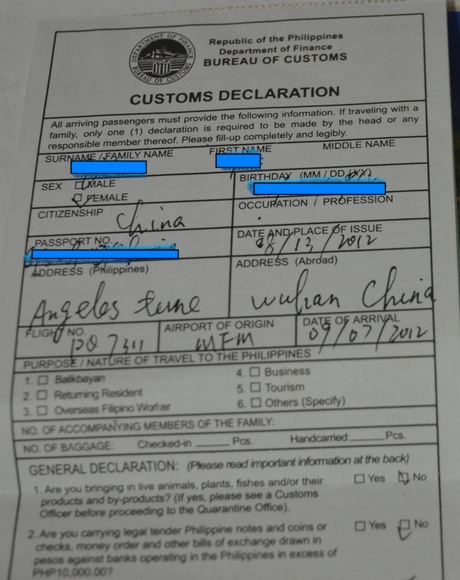 DEPARTMENT OF FINANCE
BUREAU OF CUSTOMS
Republic of the Philippines
Department of Finance
BUREAU OF CUSTOMS
CUSTOMS DECLARATION
All arriving passengers must provide the following information. If traveling with a
family, only one (1) declaration is required to be made by the head or any
responsible member thereof. Please fill-up completely and legibly.
SURNAME / FAMILY NAME FIRST NAME MIDDLE NAME
SEX MALE BIRTHDAY (MM / DD
FEMALE
CITIZENSHIP China OCCUPATION / PROFESSION
PASSPORT NO. DATE AND PLACE OF ISSUE
/13/2012
ADDRESS (Philippines) ADDRESS (Abroad)
Angeles wuhan China
FLIGHT NO. AIRPORT OF ORIGIN DATE OF ARRIVAL
MFM 09/07/2012
PURPOSE / NATURE OF TRAVEL TO THE PHILIPPINES
1. Balikbayan 4. Business
2. Returning Resident 5. Tourism
3. Overseas Filipino Worker 6. Others (Specify)
NO. OF ACCOMPANYING MEMBERS OF THE FAMILY:
NO. OF BAGGAGE: Checked-in ______ Pcs. Handcarried ______ Pcs.
GENERAL DECLARATION: (Please read important information at the back)
1. Are you bringing in live animals, plants, fishes and/or their Yes No
products and by-products? (If yes, please see a Customs
Officer before proceeding to the Quarantine Office).
2. Are you carrying legal tender Philippine notes and coins or Yes No
checks, money order and other bills of exchange drawn in
pesos against banks operating in the Philippines in excess of
PHP10,000.00?